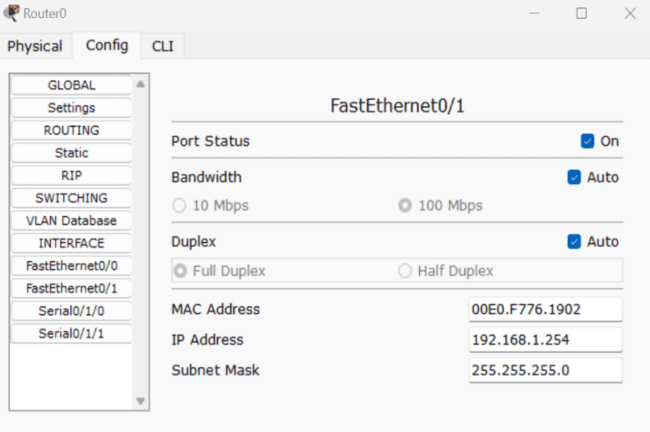 Router0
Physical Config CLI
GLOBAL
Settings
ROUTING
Static
RIP
SWITCHING
VLAN Database
INTERFACE
FastEthernet0/0
FastEthernet0/1
Serial0/1/0
Serial0/1/1
FastEthernet0/1
Port Status On
Bandwidth Auto
10 Mbps 100 Mbps
Duplex Auto
Full Duplex Half Duplex
MAC Address 00E0.F776.1902
IP Address 192.168.1.254
Subnet Mask 255.255.255.0